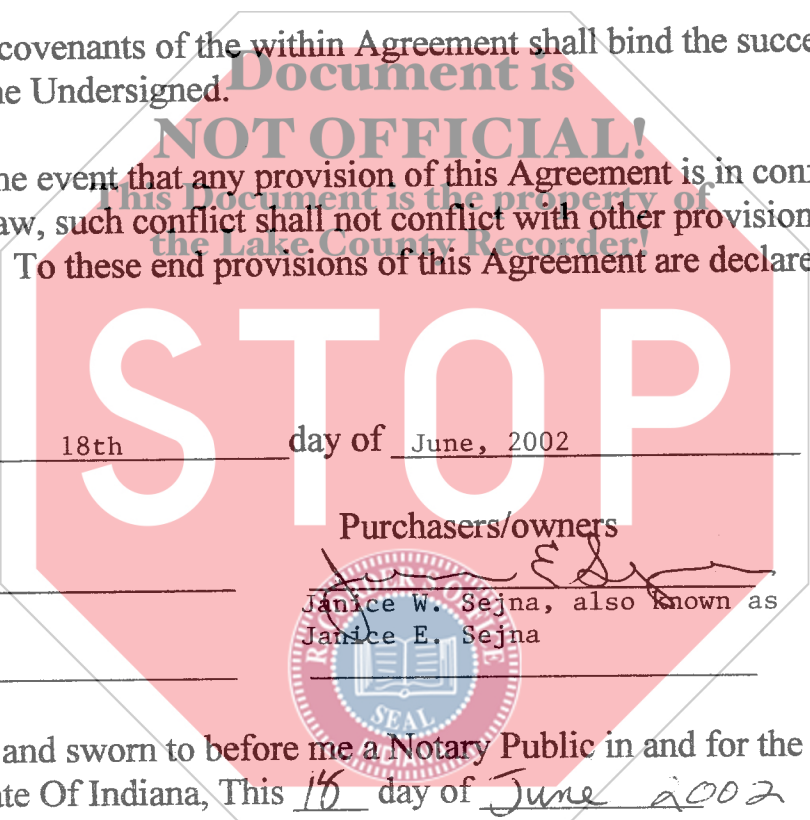 covenants of the within Agreement shall bind the succe
ne Undersigned.
Document is
NOT OFFICIAL!
ne event that any provision of this Agreement is in con
This Document is the property of
aw, such conflict shall not conflict with other provision
the Lake County Recorder!
To these end provisions of this Agreement are declare
STOP
18th day of June, 2002
Purchasers/owners
Janice W. Sejna, also known as
Janice E. Sejna
RECORDER'S OFFICE
SEAL
and sworn to before me a Notary Public in and for the
ate Of Indiana, This 18 day of June 2002